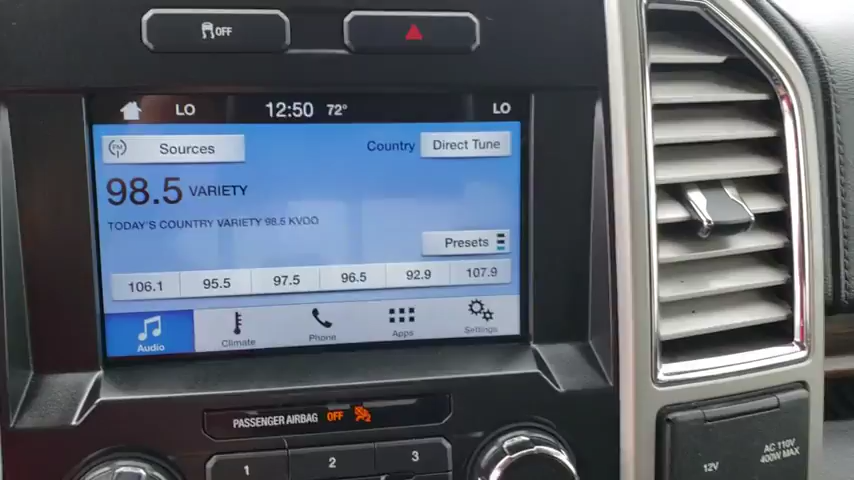 OFF
LO 12:50 72° LO
FM Sources Country Direct Tune
98.5 VARIETY
TODAY'S COUNTRY VARIETY 98.5 KVOO
Presets
106.1 95.5 97.5 96.5 92.9 107.9
Audio Climate Phone Apps Settings
PASSENGER AIRBAG OFF
1 2 3
12V
AC 110V
400W MAX